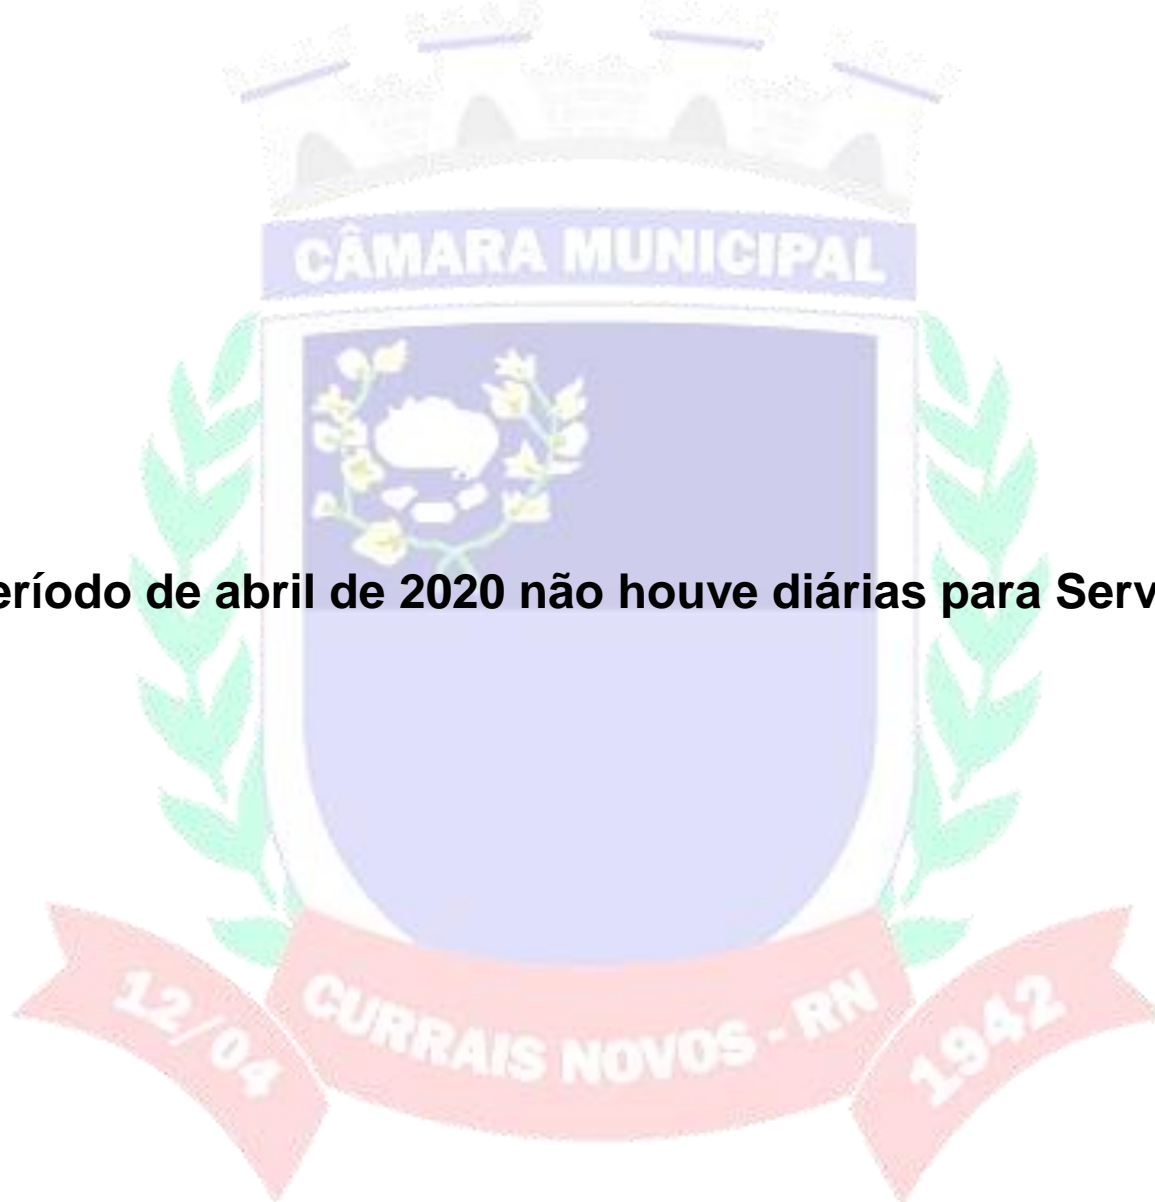 CÂMARA MUNICIPAL
eríodo de abril de 2020 não houve diárias para Serv
12/04
CURRAIS NOVOS - RN
1942